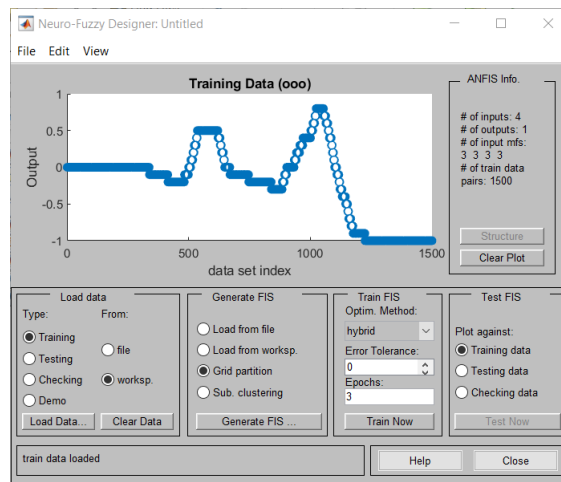 Neuro-Fuzzy Designer: Untitled
File Edit View
Training Data (ooo)
1
0.5
0
-0.5
-1
Output
0 500 1000 1500
data set index
ANFIS Info.
# of inputs: 4
# of outputs: 1
# of input mfs:
3 3 3 3
# of train data
pairs: 1500
Structure
Clear Plot
Load data
Type: From:
Training
Testing
Checking
Demo
file
worksp.
Load Data...
Clear Data
Generate FIS
Load from file
Load from worksp.
Grid partition
Sub. clustering
Generate FIS ...
Train FIS
Optim. Method:
hybrid
Error Tolerance:
0
Epochs:
3
Train Now
Test FIS
Plot against:
Training data
Testing data
Checking data
Test Now
train data loaded
Help
Close